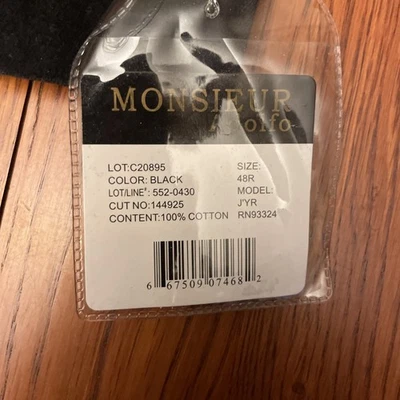 MONSIEUR
olfo
LOT:C20895 SIZE:
COLOR: BLACK 48R
LOT/LINE#: 552-0430 MODEL:
CUT NO:144925 J'YR
CONTENT:100% COTTON RN93324
6 67509 07468 2